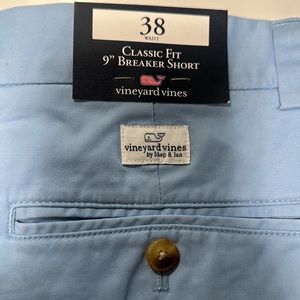 38
WAIST
CLASSIC FIT
9" BREAKER SHORT
vineyard vines
vineyard vines
by Shep & Ian